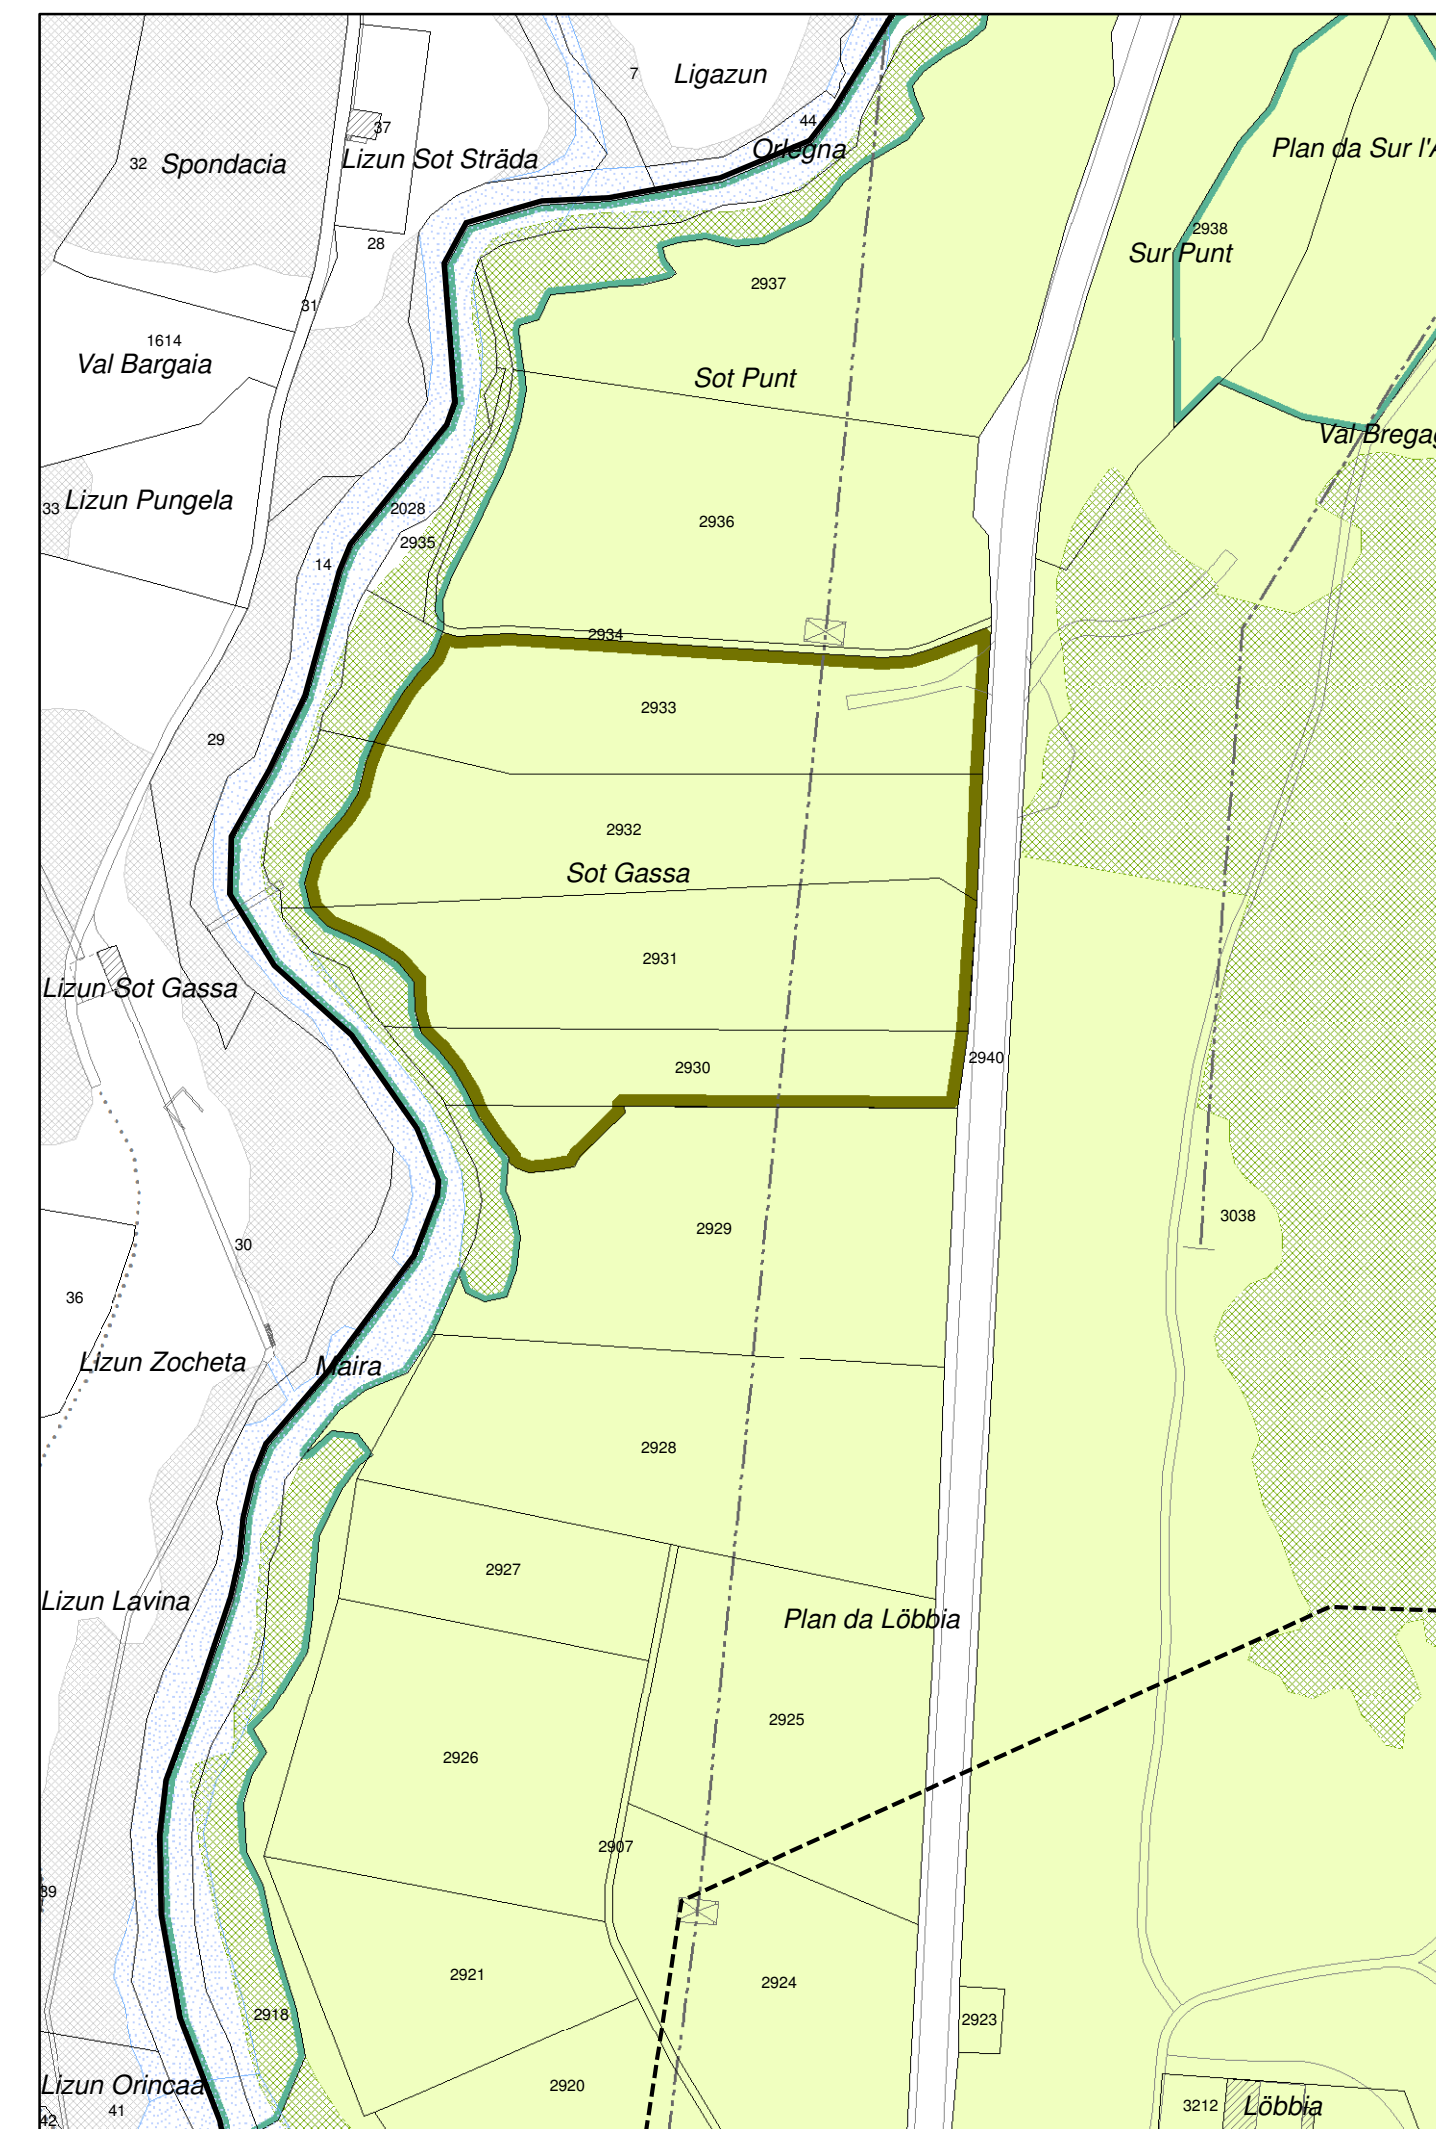 Ligazun
7
44
Orlegna
37
Lizun Sot Sträda
32
Spondacia
Plan da Sur l'A
2938
Sur Punt
28
31
2937
1614
Val Bargaia
Sot Punt
Val Brega
33
Lizun Pungela
2028
2935
2936
14
2934
2933
29
2932
Sot Gassa
2931
Lizun Sot Gassa
2940
2930
3038
2929
30
36
Lizun Zocheta
Maira
2928
2927
Lizun Lavina
Plan da Löbbia
2925
2926
2907
39
2921
2924
2918
2923
Lizun Orincaa
2920
41
42
3212
Löbbia